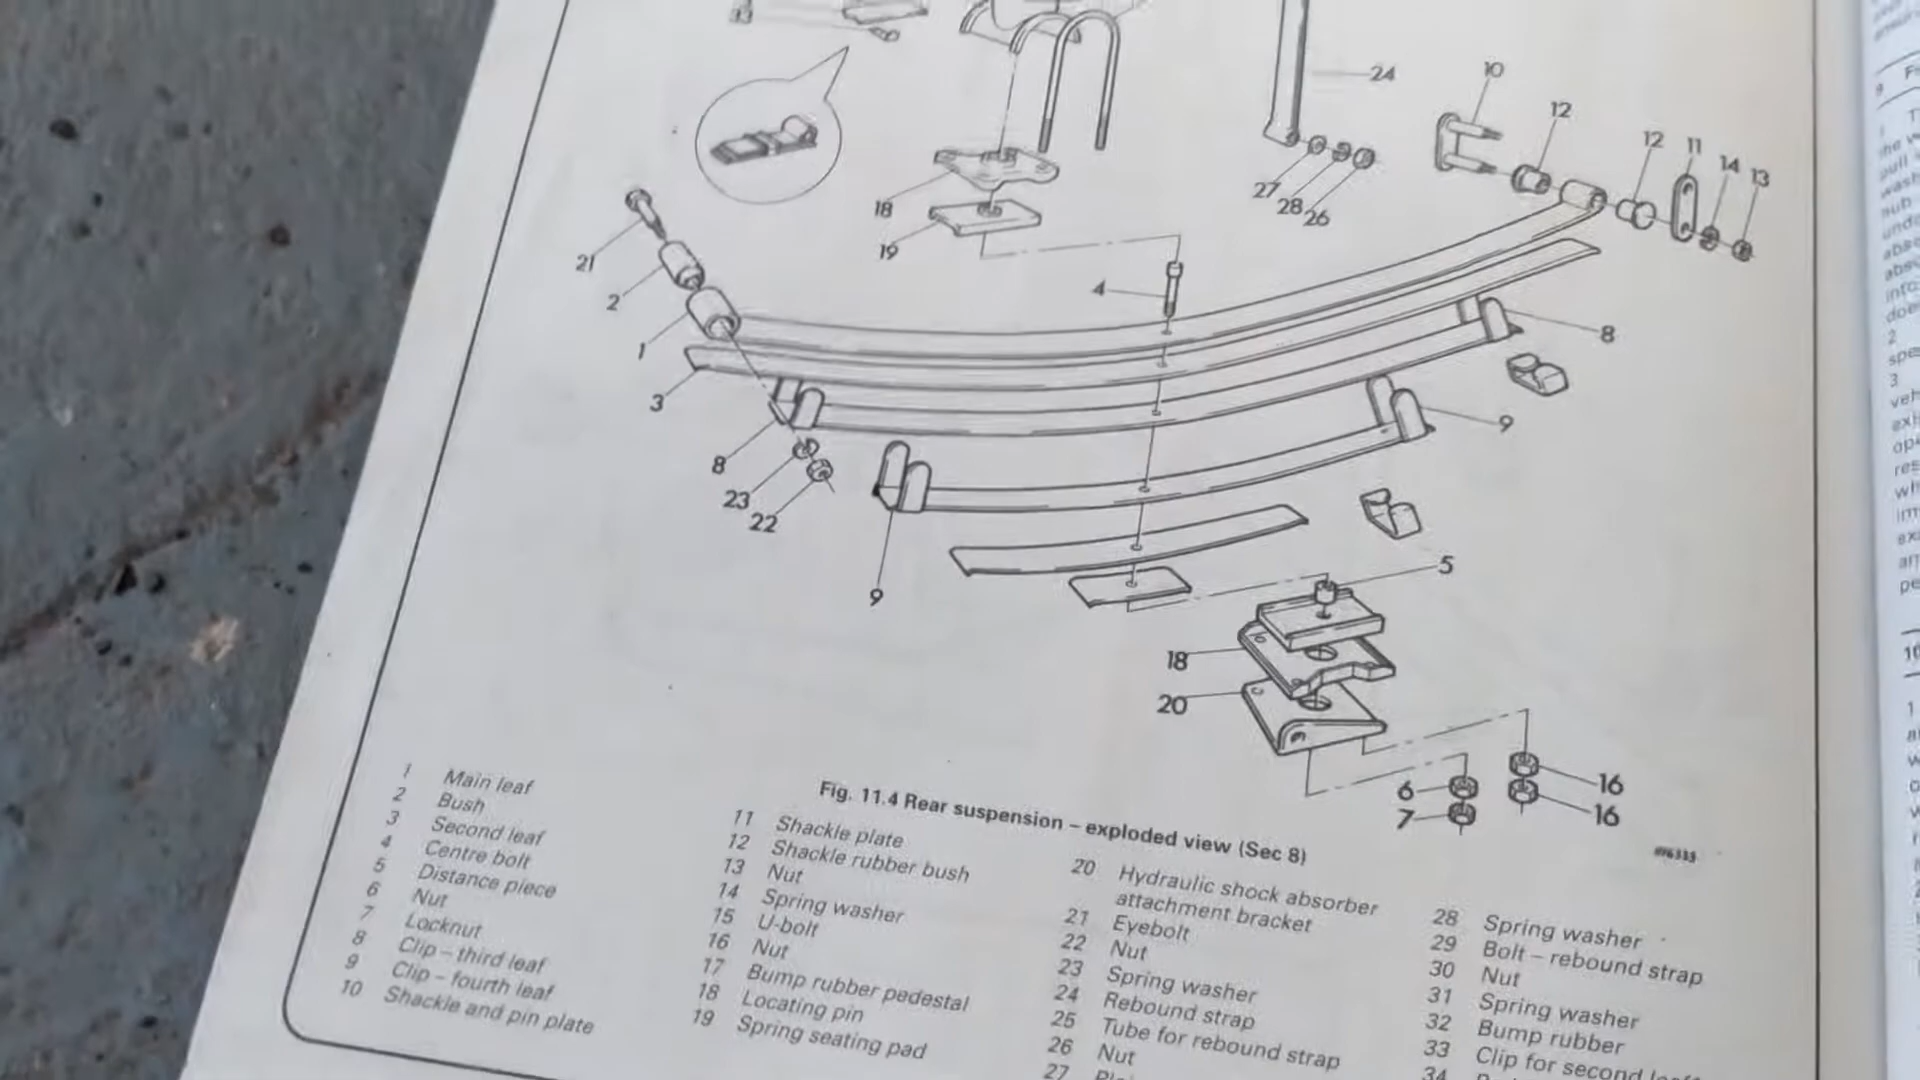 24
10
12
12
11
14
13
27
28
26
18
19
21
2
4
1
8
3
9
8
23
22
5
9
18
20
16
6
16
7
Fig. 11.4 Rear suspension – exploded view (Sec 8)
1 Main leaf
2 Bush
3 Second leaf
4 Centre bolt
5 Distance piece
6 Nut
7 Locknut
8 Clip – third leaf
9 Clip – fourth leaf
10 Shackle and pin plate
11 Shackle plate
12 Shackle rubber bush
13 Nut
14 Spring washer
15 U-bolt
16 Nut
17 Bump rubber pedestal
18 Locating pin
19 Spring seating pad
20 Hydraulic shock absorber
attachment bracket
21 Eyebolt
22 Nut
23 Spring washer
24 Rebound strap
25 Tube for rebound strap
26 Nut
27
28 Spring washer
29 Bolt – rebound strap
30 Nut
31 Spring washer
32 Bump rubber
33 Clip for second
34